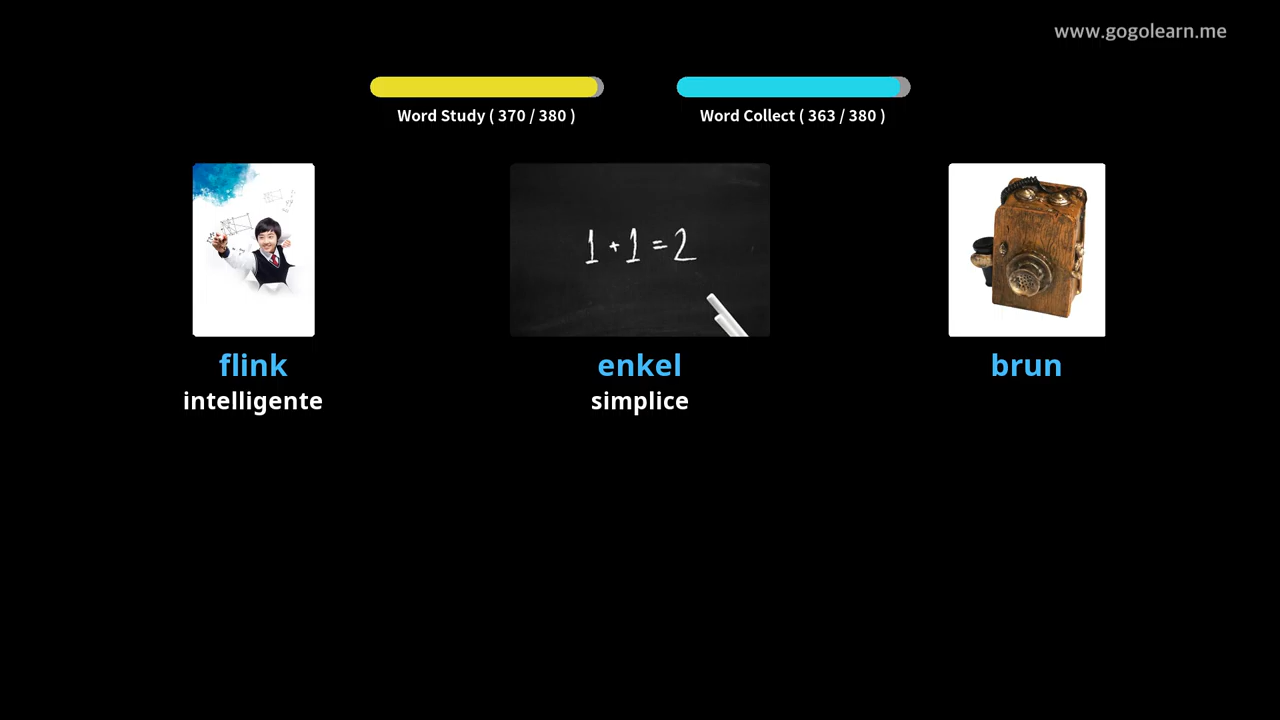 www.gogolearn.me
Word Study ( 370 / 380 )
Word Collect ( 363 / 380 )
1 + 1 = 2
flink
enkel
brun
intelligente
simplice